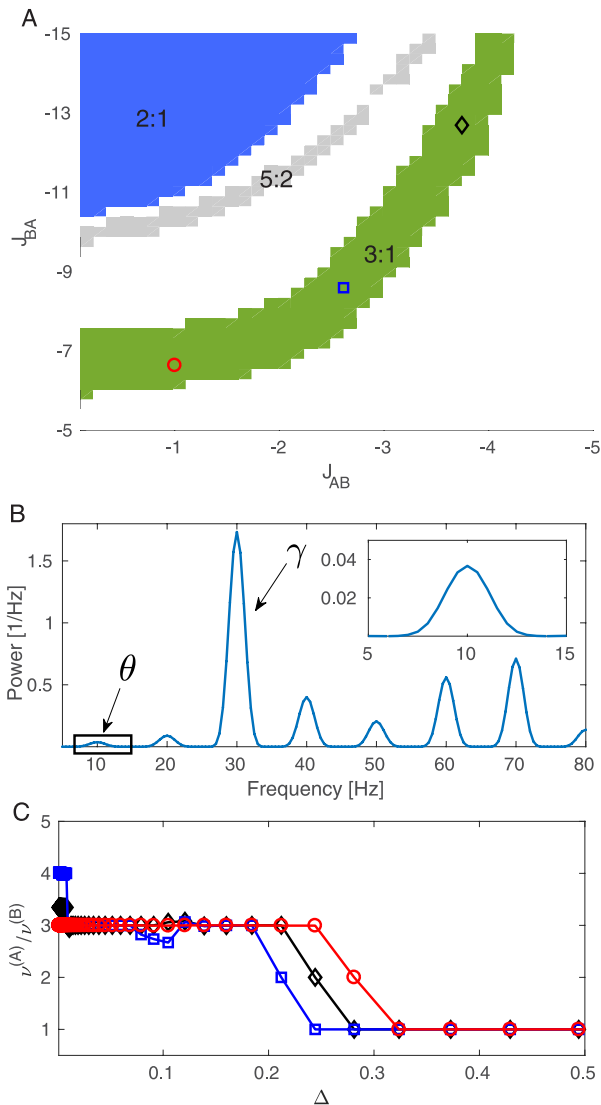 A
-15
-13
-11
-9
-7
-5
J_BA
2:1
5:2
3:1
-1 -2 -3 -4 -5
J_AB
B
Power [1/Hz]
1.5
1
0.5
θ
γ
0.04
0.02
5 10 15
10 20 30 40 50 60 70 80
Frequency [Hz]
C
ν^(A)/ν^(B)
5
4
3
2
1
0.1 0.2 0.3 0.4 0.5
Δ